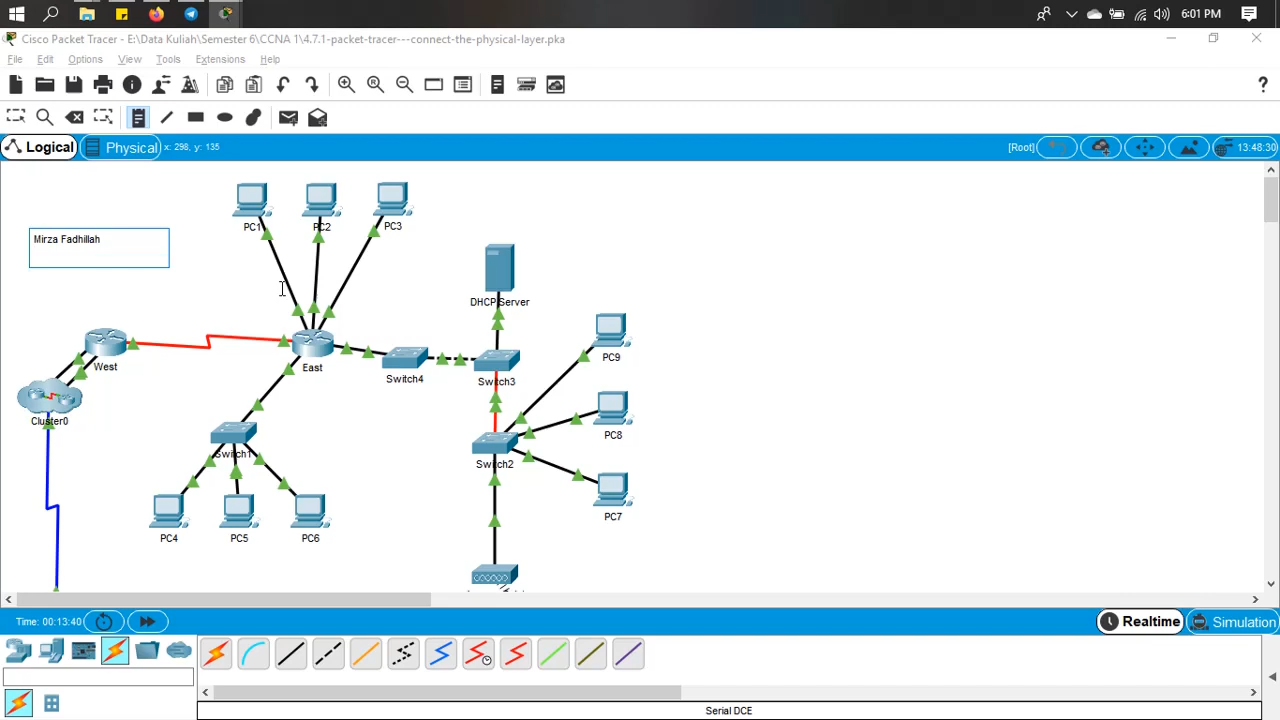 6:01 PM
Cisco Packet Tracer - E:\Data Kuliah\Semester 6\CCNA 1\4.7.1-packet-tracer---connect-the-physical-layer.pka
File Edit Options View Tools Extensions Help
Logical Physical x: 298, y: 135 [Root] 13:48:30
PC1 PC2 PC3
Mirza Fadhillah
DHCP Server
PC9
West East Switch4 Switch3
Cluster0
PC8
Switch1 Switch2
PC7
PC4 PC5 PC6
Time: 00:13:40 Realtime Simulation
Serial DCE